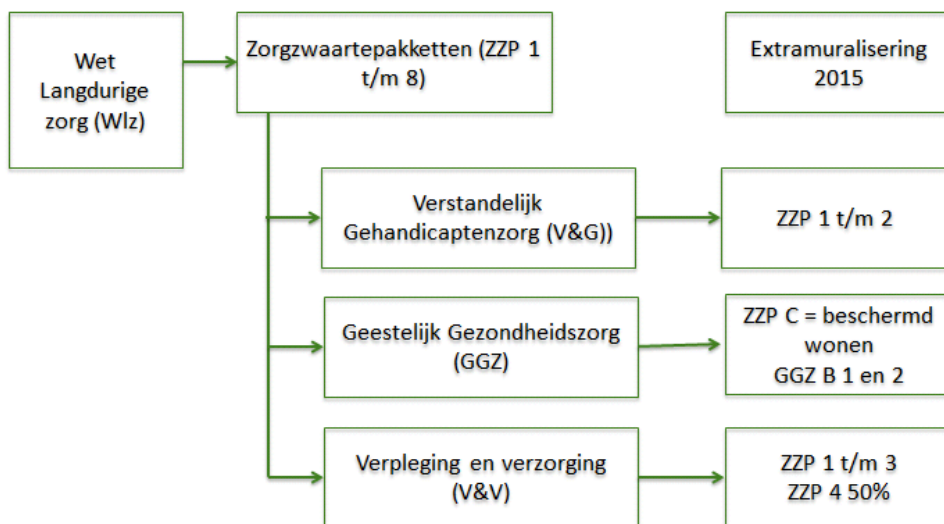 Wet
Langdurige
zorg (Wlz)
Zorgzwaartepakketten (ZZP 1
t/m 8)
Extramuralisering
2015
Verstandelijk
Gehandicaptenzorg (V&G))
ZZP 1 t/m 2
Geestelijk Gezondheidszorg
(GGZ)
ZZP C = beschermd
wonen
GGZ B 1 en 2
Verpleging en verzorging
(V&V)
ZZP 1 t/m 3
ZZP 4 50%